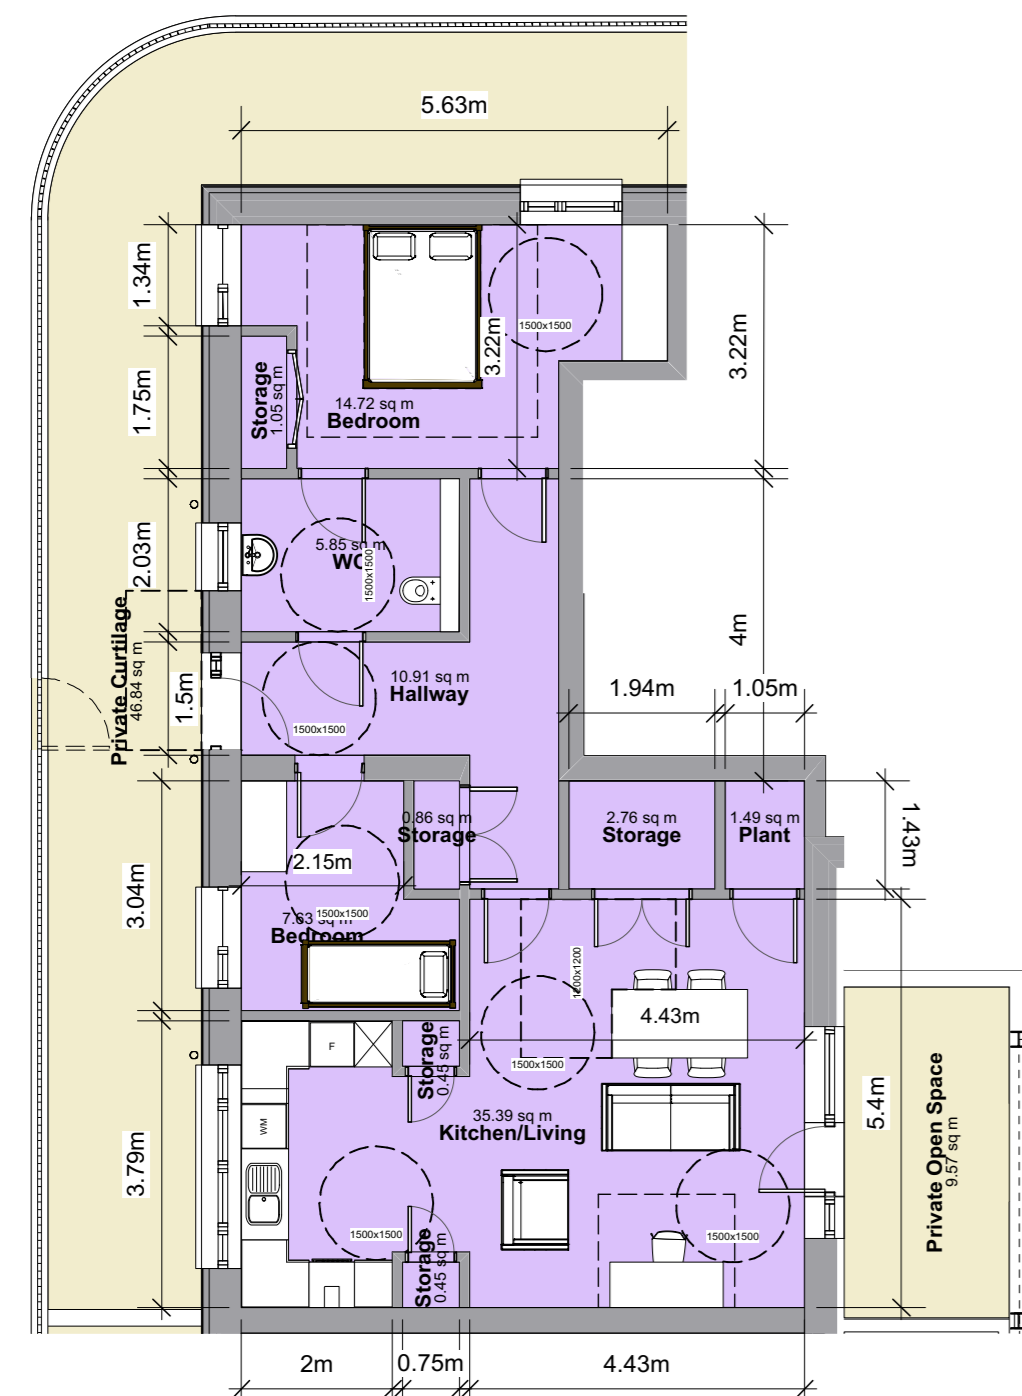 5.63m
1.34m
1500x1500
3.22m
3.22m
1.75m
Storage
1.05 sq m
14.72 sq m
Bedroom
2.03m
5.85 sq m
WC
1500x1500
Private Curtilage
46.84 sq m
1.5m
4m
10.91 sq m
Hallway
1500x1500
1.94m
1.05m
0.86 sq m
Storage
2.76 sq m
Storage
1.49 sq m
Plant
1.43m
2.15m
3.04m
1500x1500
7.63 sq m
Bedroom
1200x1200
4.43m
F
Storage
0.45 sq m
1500x1500
WM
35.39 sq m
Kitchen/Living
5.4m
Private Open Space
9.57 sq m
3.79m
1500x1500
1500x1500
Storage
0.45 sq m
2m
0.75m
4.43m